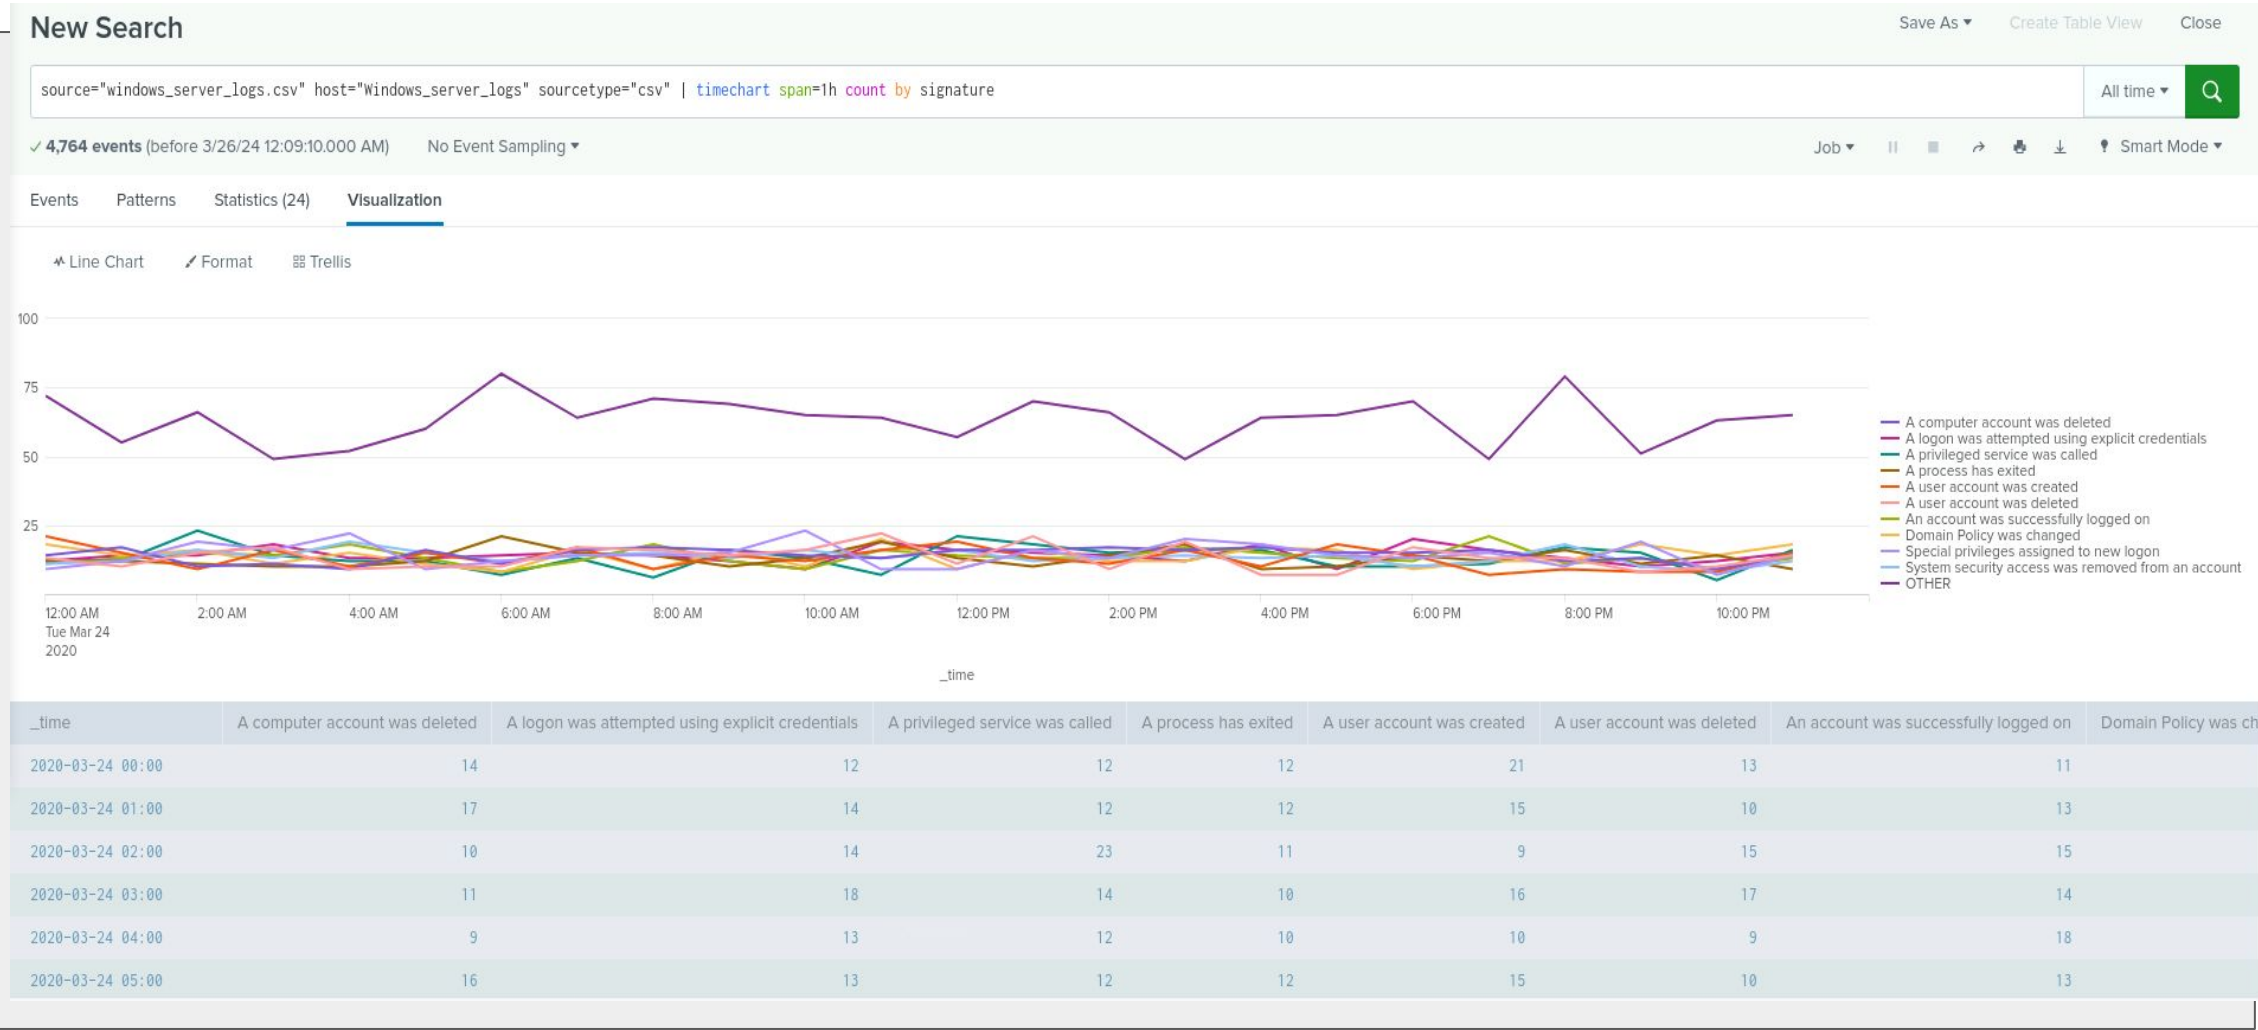 New Search
Save As ▾ Create Table View Close
source="windows_server_logs.csv" host="Windows_server_logs" sourcetype="csv" | timechart span=1h count by signature
All time ▾
✓ 4,764 events (before 3/26/24 12:09:10.000 AM) No Event Sampling ▾
Job ▾ Smart Mode ▾
Events Patterns Statistics (24) Visualization
Line Chart Format Trellis
100
75
50
25
A computer account was deleted
A logon was attempted using explicit credentials
A privileged service was called
A process has exited
A user account was created
A user account was deleted
An account was successfully logged on
Domain Policy was changed
Special privileges assigned to new logon
System security access was removed from an account
OTHER
12:00 AM 2:00 AM 4:00 AM 6:00 AM 8:00 AM 10:00 AM 12:00 PM 2:00 PM 4:00 PM 6:00 PM 8:00 PM 10:00 PM
Tue Mar 24
2020
_time
_time A computer account was deleted A logon was attempted using explicit credentials A privileged service was called A process has exited A user account was created A user account was deleted An account was successfully logged on Domain Policy was ch
2020-03-24 00:00 14 12 12 12 21 13 11
2020-03-24 01:00 17 14 12 12 15 10 13
2020-03-24 02:00 10 14 23 11 9 15 15
2020-03-24 03:00 11 18 14 10 16 17 14
2020-03-24 04:00 9 13 12 10 10 9 18
2020-03-24 05:00 16 13 12 12 15 10 13